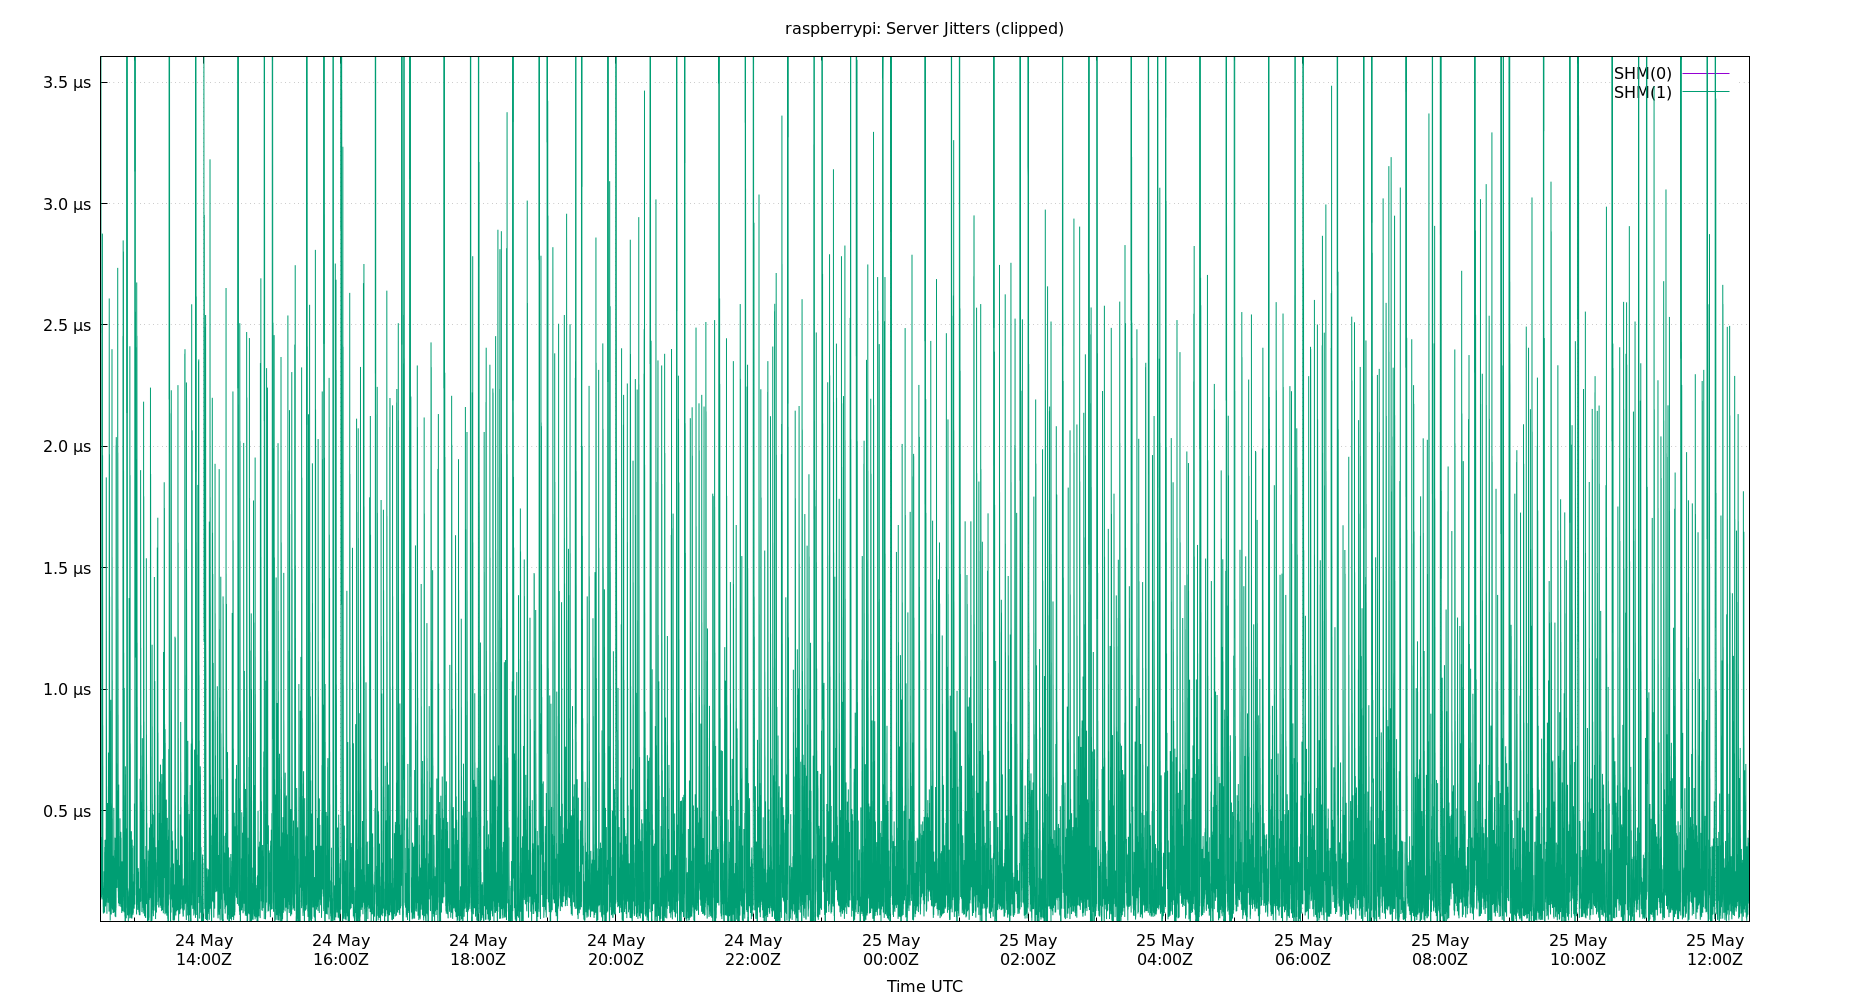 raspberrypi: Server Jitters (clipped)
3.5 µs
3.0 µs
2.5 µs
2.0 µs
1.5 µs
1.0 µs
0.5 µs
SHM(0)
SHM(1)
24 May 24 May 24 May 24 May 24 May 25 May 25 May 25 May 25 May 25 May 25 May 25 May
14:00Z 16:00Z 18:00Z 20:00Z 22:00Z 00:00Z 02:00Z 04:00Z 06:00Z 08:00Z 10:00Z 12:00Z
Time UTC